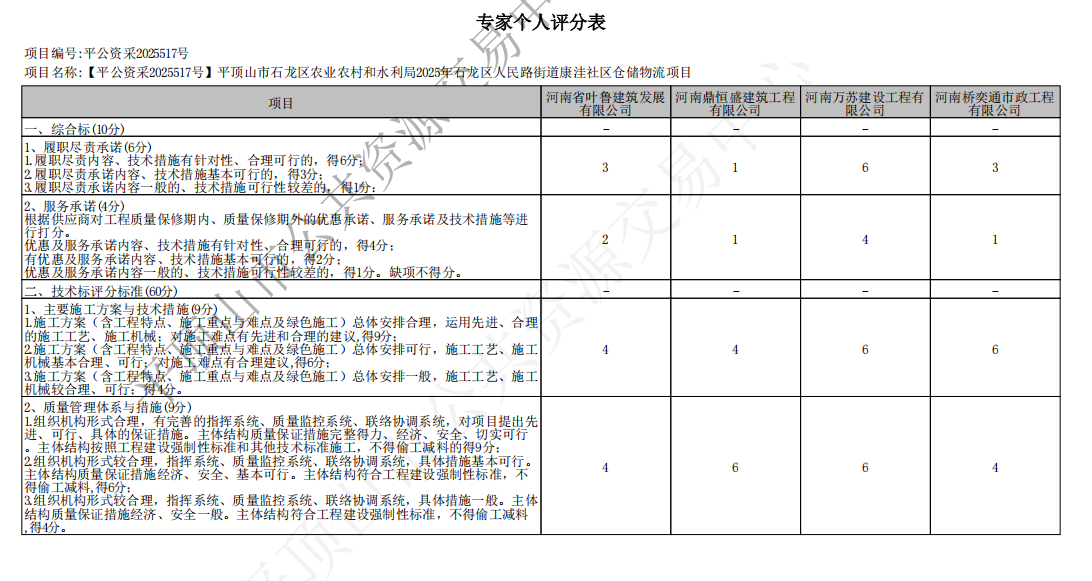 专家个人评分表
项目编号:平公资采2025517号
项目名称:【平公资采2025517号】平顶山市石龙区农业农村和水利局2025年石龙区人民路街道康洼社区仓储物流项目
项目 河南省叶鲁建筑发展有限公司 河南鼎恒盛建筑工程有限公司 河南万苏建设工程有限公司 河南桥奕通市政工程有限公司
一、综合标(10分) – – – –
1、履职尽责承诺(6分)
1.履职尽责内容、技术措施有针对性、合理可行的，得6分；
2.履职尽责承诺内容、技术措施基本可行的，得3分；
3.履职尽责承诺内容一般的、技术措施可行性较差的，得1分；
3 1 6 3
2、服务承诺(4分)
根据供应商对工程质量保修期内、质量保修期外的优惠承诺、服务承诺及技术措施等进
行打分。
优惠及服务承诺内容、技术措施有针对性、合理可行的，得4分；
有优惠及服务承诺内容、技术措施基本可行的，得2分；
优惠及服务承诺内容一般的、技术措施可行性较差的，得1分。缺项不得分。
2 1 4 1
二、技术标评分标准(60分) – – – –
1、主要施工方案与技术措施(9分)
1.施工方案（含工程特点、施工重点与难点及绿色施工）总体安排合理，运用先进、合理
的施工工艺、施工机械；对施工难点有先进和合理的建议,得9分；
2.施工方案（含工程特点、施工重点与难点及绿色施工）总体安排可行，施工工艺、施工
机械基本合理、可行；对施工难点有合理建议,得6分；
3.施工方案（含工程特点、施工重点与难点及绿色施工）总体安排一般，施工工艺、施工
机械较合理、可行；得4分。
4 4 6 6
2、质量管理体系与措施(9分)
1.组织机构形式合理，有完善的指挥系统、质量监控系统、联络协调系统，对项目提出先
进、可行、具体的保证措施。主体结构质量保证措施完整得力、经济、安全、切实可行
。主体结构按照工程建设强制性标准和其他技术标准施工，不得偷工减料的得9分；
2.组织机构形式较合理，指挥系统、质量监控系统、联络协调系统，具体措施基本可行。
主体结构质量保证措施经济、安全、基本可行。主体结构符合工程建设强制性标准，不
得偷工减料,得6分；
3.组织机构形式较合理，指挥系统、质量监控系统、联络协调系统，具体措施一般。主体
结构质量保证措施经济、安全一般。主体结构符合工程建设强制性标准，不得偷工减料
,得4分。
4 6 6 4
平顶山市公共资源交易中心
平顶山市公共资源交易中心